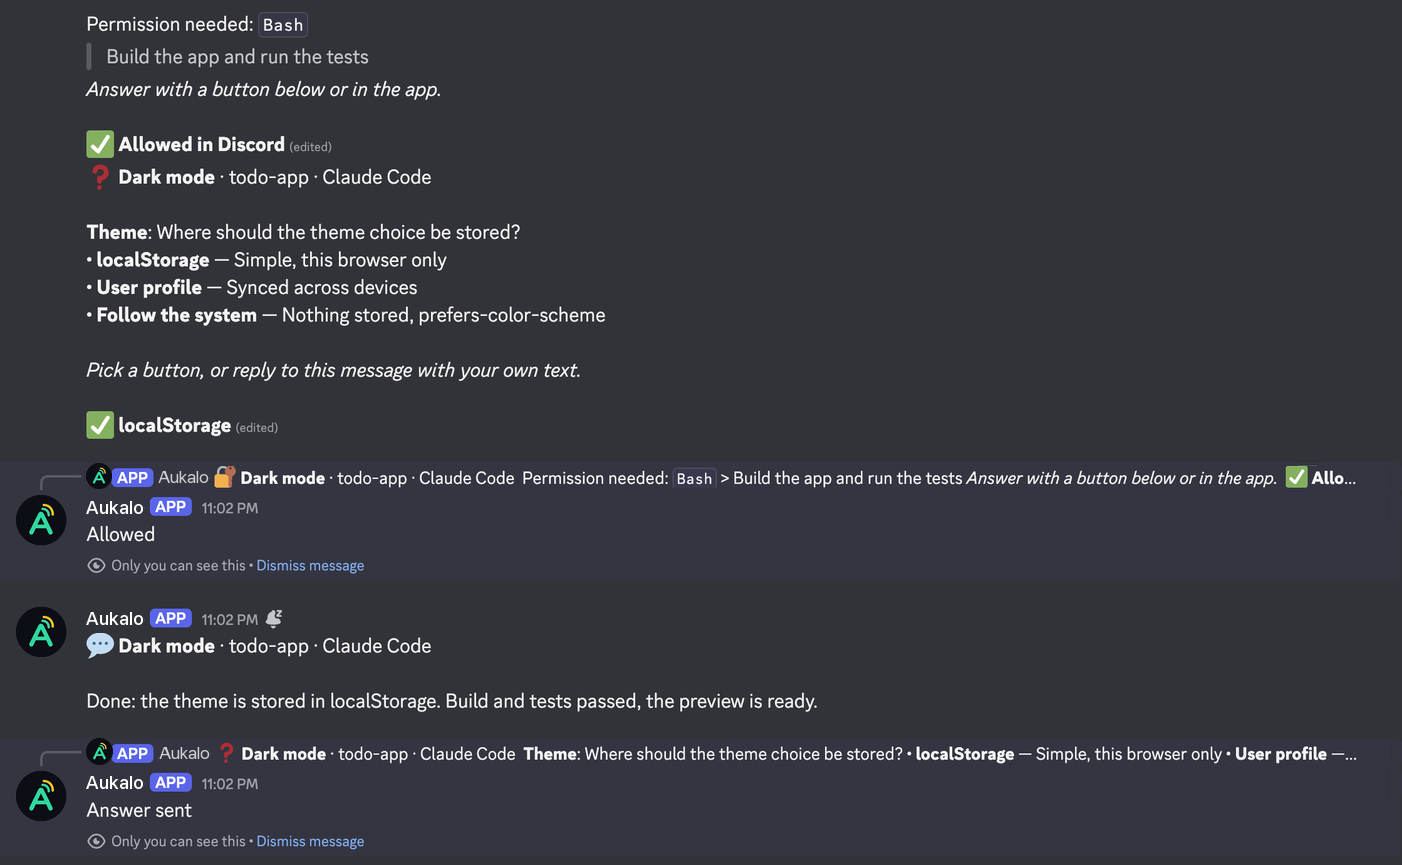 Permission needed: Bash
Build the app and run the tests
Answer with a button below or in the app.
✅ Allowed in Discord (edited)
❓ Dark mode · todo-app · Claude Code
Theme: Where should the theme choice be stored?
• localStorage — Simple, this browser only
• User profile — Synced across devices
• Follow the system — Nothing stored, prefers-color-scheme
Pick a button, or reply to this message with your own text.
✅ localStorage (edited)
APP Aukalo 🔐 Dark mode · todo-app · Claude Code Permission needed: Bash > Build the app and run the tests Answer with a button below or in the app. ✅ Allo...
Aukalo APP 11:02 PM
Allowed
Only you can see this • Dismiss message
Aukalo APP 11:02 PM
💬 Dark mode · todo-app · Claude Code
Done: the theme is stored in localStorage. Build and tests passed, the preview is ready.
APP Aukalo ❓ Dark mode · todo-app · Claude Code Theme: Where should the theme choice be stored? • localStorage — Simple, this browser only • User profile —...
Aukalo APP 11:02 PM
Answer sent
Only you can see this • Dismiss message